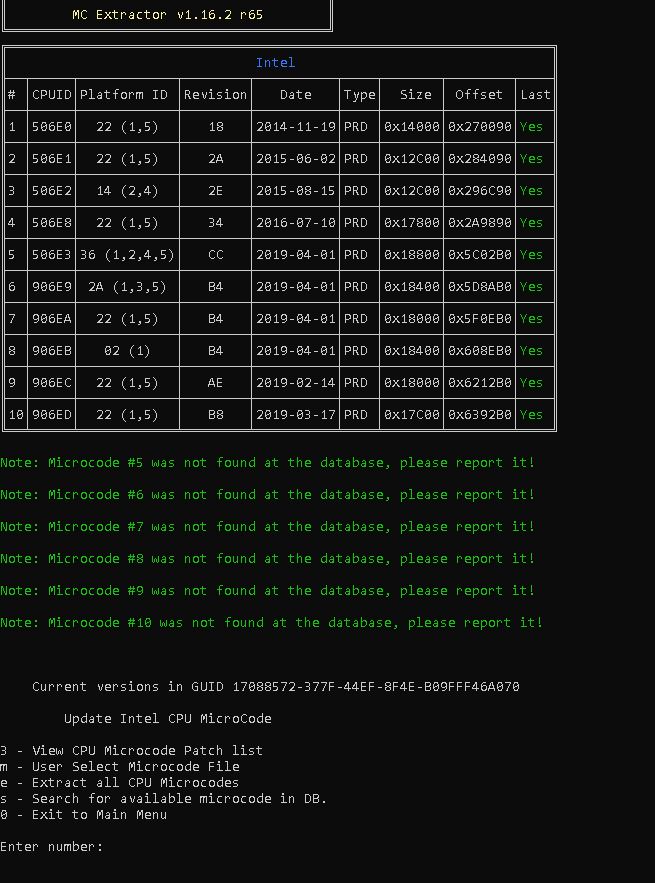 MC Extractor v1.16.2 r65
Intel
# CPUID Platform ID Revision Date Type Size Offset Last
1 506E0 22 (1,5) 18 2014-11-19 PRD 0x14000 0x270090 Yes
2 506E1 22 (1,5) 2A 2015-06-02 PRD 0x12C00 0x284090 Yes
3 506E2 14 (2,4) 2E 2015-08-15 PRD 0x12C00 0x296C90 Yes
4 506E8 22 (1,5) 34 2016-07-10 PRD 0x17800 0x2A9890 Yes
5 506E3 36 (1,2,4,5) CC 2019-04-01 PRD 0x18800 0x5C02B0 Yes
6 906E9 2A (1,3,5) B4 2019-04-01 PRD 0x18400 0x5D8AB0 Yes
7 906EA 22 (1,5) B4 2019-04-01 PRD 0x18000 0x5F0EB0 Yes
8 906EB 02 (1) B4 2019-04-01 PRD 0x18400 0x608EB0 Yes
9 906EC 22 (1,5) AE 2019-02-14 PRD 0x18000 0x6212B0 Yes
10 906ED 22 (1,5) B8 2019-03-17 PRD 0x17C00 0x6392B0 Yes
Note: Microcode #5 was not found at the database, please report it!
Note: Microcode #6 was not found at the database, please report it!
Note: Microcode #7 was not found at the database, please report it!
Note: Microcode #8 was not found at the database, please report it!
Note: Microcode #9 was not found at the database, please report it!
Note: Microcode #10 was not found at the database, please report it!
Current versions in GUID 17088572-377F-44EF-8F4E-B09FFF46A070
Update Intel CPU MicroCode
3 - View CPU Microcode Patch list
m - User Select Microcode File
e - Extract all CPU Microcodes
s - Search for available microcode in DB.
0 - Exit to Main Menu
Enter number: